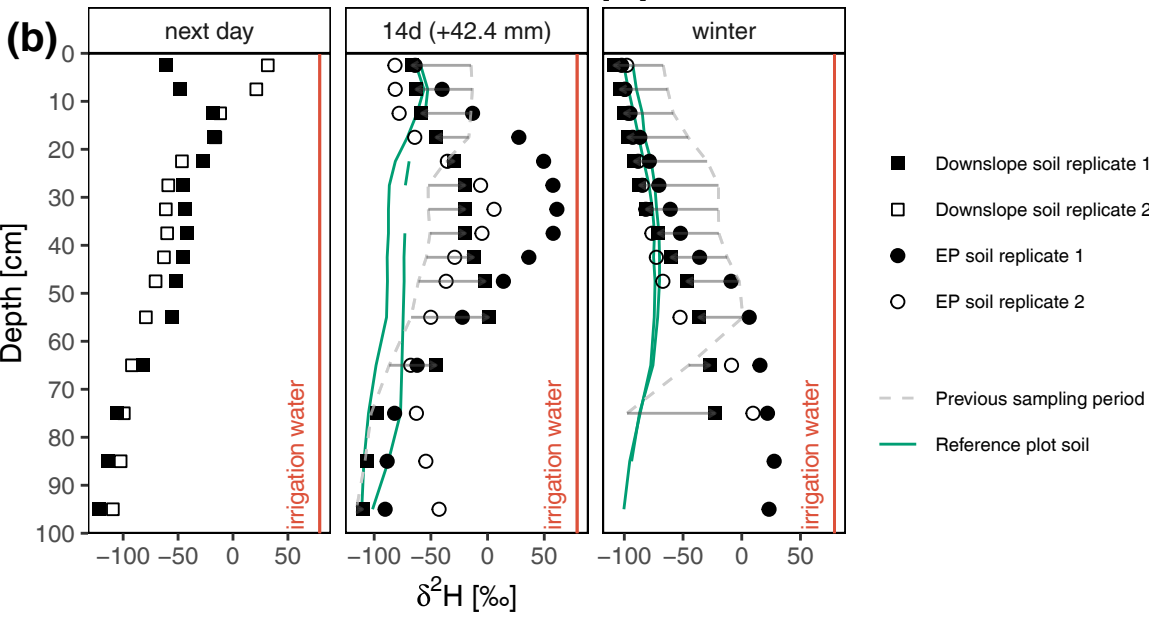 (b)
next day
14d (+42.4 mm)
winter
0
10
20
30
40
50
60
70
80
90
100
Depth [cm]
irrigation water
irrigation water
irrigation water
−100 −50 0 50
−100 −50 0 50
−100 −50 0 50
δ²H [‰]
Downslope soil replicate 1
Downslope soil replicate 2
EP soil replicate 1
EP soil replicate 2
Previous sampling period
Reference plot soil